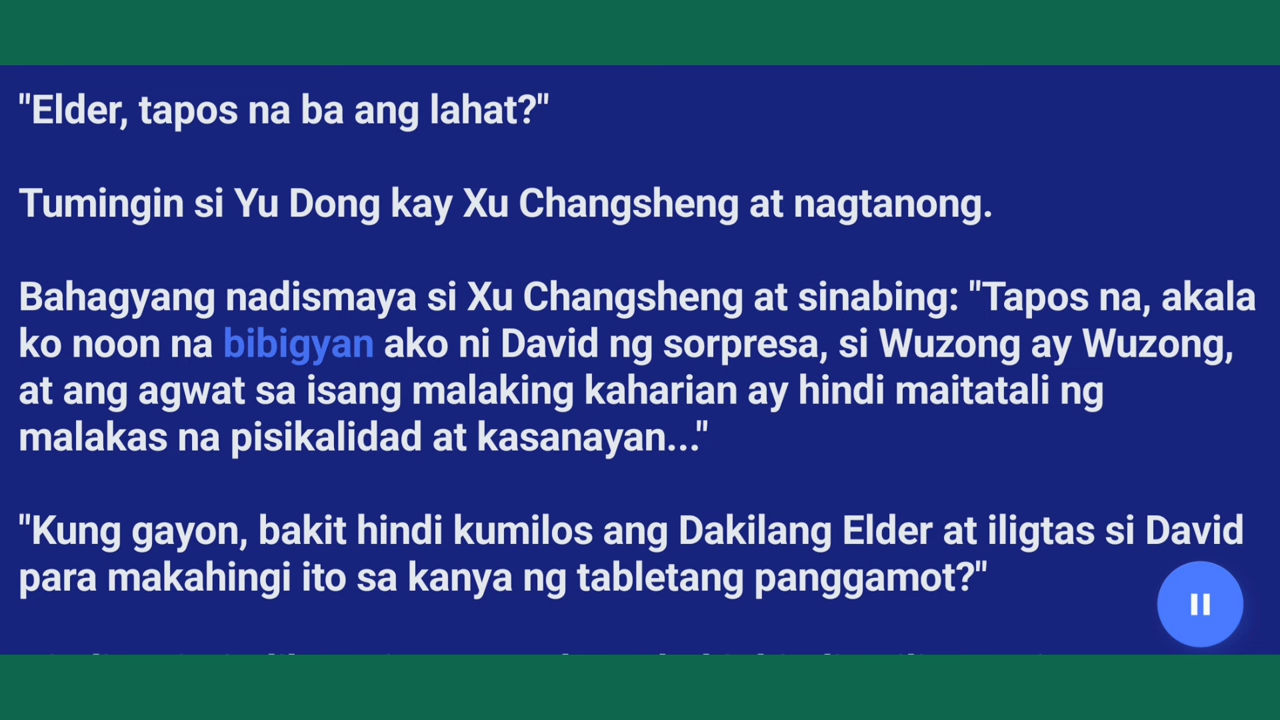 "Elder, tapos na ba ang lahat?"
Tumingin si Yu Dong kay Xu Changsheng at nagtanong.
Bahagyang nadismaya si Xu Changsheng at sinabing: "Tapos na, akala
ko noon na bibigyan ako ni David ng sorpresa, si Wuzong ay Wuzong,
at ang agwat sa isang malaking kaharian ay hindi maitatali ng
malakas na pisikalidad at kasanayan..."
"Kung gayon, bakit hindi kumilos ang Dakilang Elder at iligtas si David
para makahingi ito sa kanya ng tabletang panggamot?"